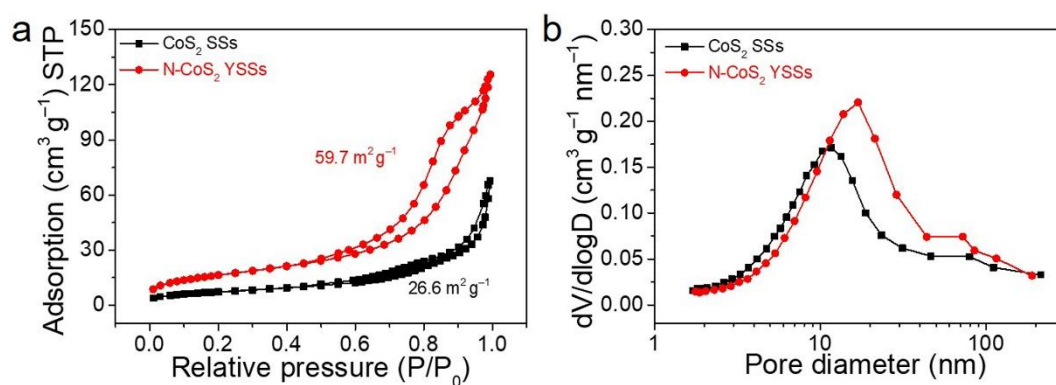 a
Adsorption (cm³ g⁻¹) STP
150
120
90
60
30
0
CoS₂ SSs
N-CoS₂ YSSs
59.7 m² g⁻¹
26.6 m² g⁻¹
0.0 0.2 0.4 0.6 0.8 1.0
Relative pressure (P/P₀)
b
dV/dlogD (cm³ g⁻¹ nm⁻¹)
0.30
0.25
0.20
0.15
0.10
0.05
0.00
CoS₂ SSs
N-CoS₂ YSSs
1 10 100
Pore diameter (nm)